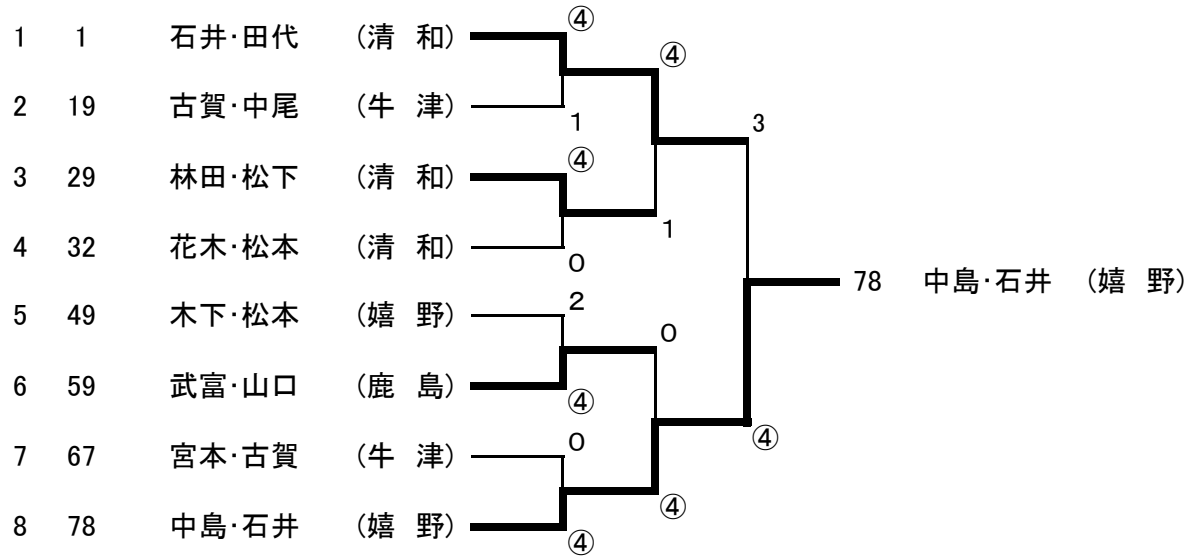 ④
1 1 石井・田代 (清 和)
④
2 19 古賀・中尾 (牛 津)
1
3
④
3 29 林田・松下 (清 和)
1
4 32 花木・松本 (清 和)
0
78 中島・石井 (嬉 野)
2
5 49 木下・松本 (嬉 野)
0
6 59 武富・山口 (鹿 島)
④
④
0
7 67 宮本・古賀 (牛 津)
④
8 78 中島・石井 (嬉 野)
④